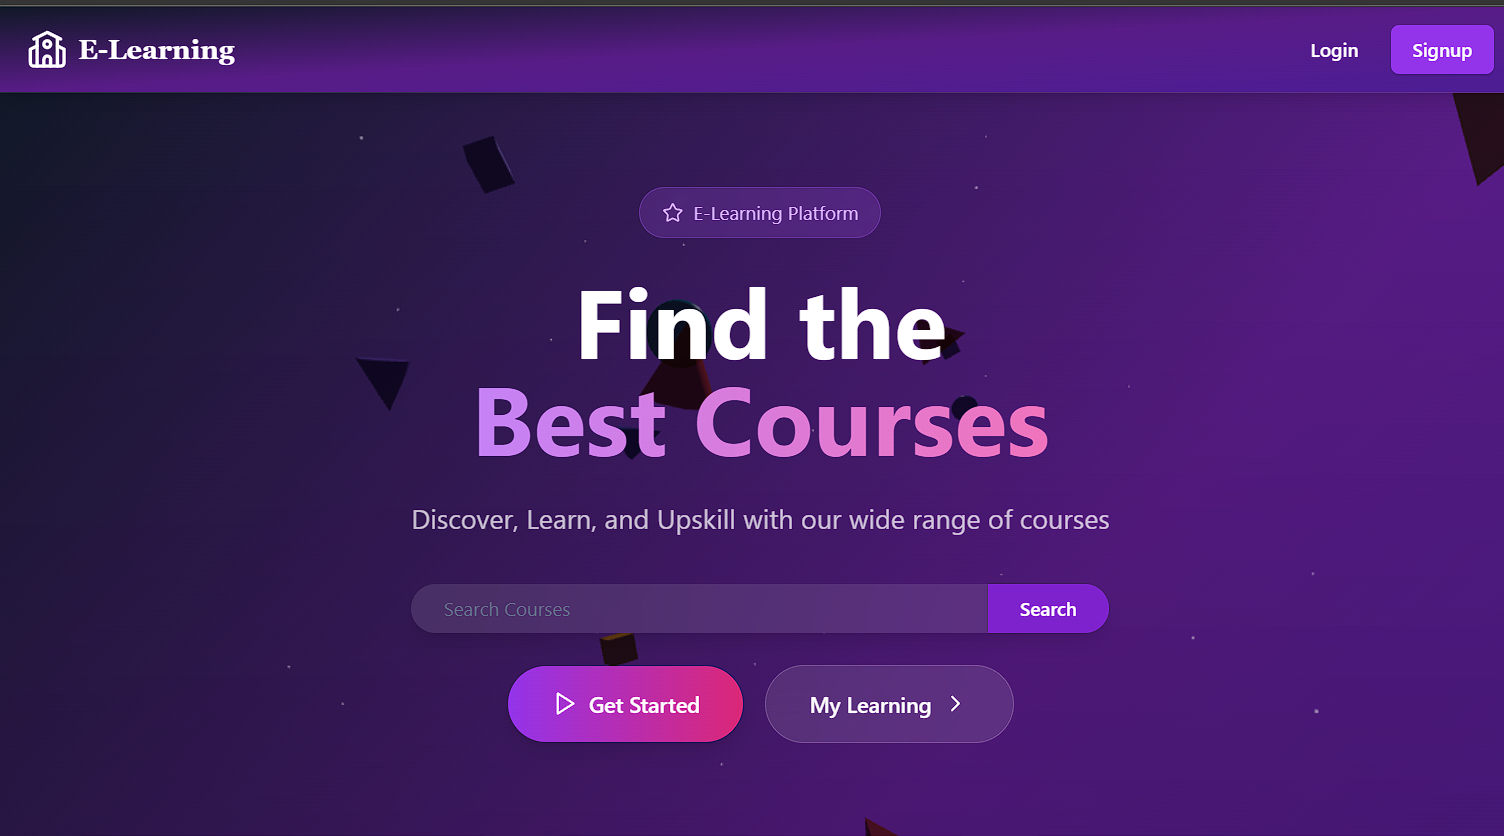 E-Learning
Login
Signup
E-Learning Platform
Find the
Best Courses
Discover, Learn, and Upskill with our wide range of courses
Search Courses
Search
Get Started
My Learning